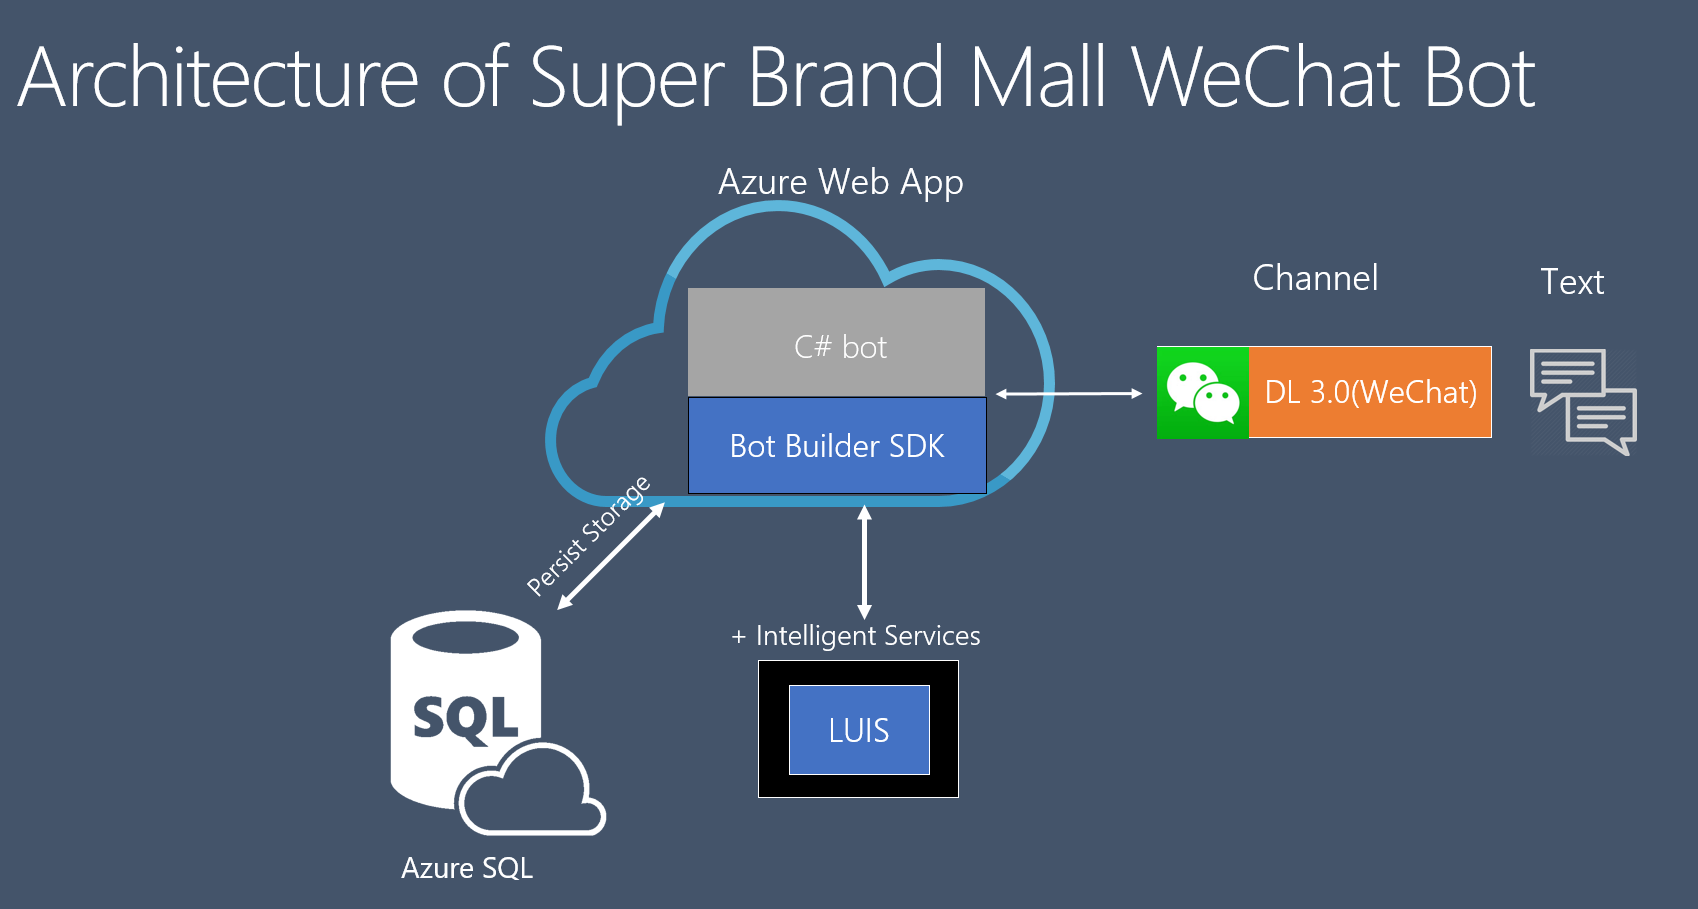 Architecture of Super Brand Mall WeChat Bot
Azure Web App
Channel
Text
C# bot
DL 3.0(WeChat)
Bot Builder SDK
Persist Storage
+ Intelligent Services
SQL
LUIS
Azure SQL